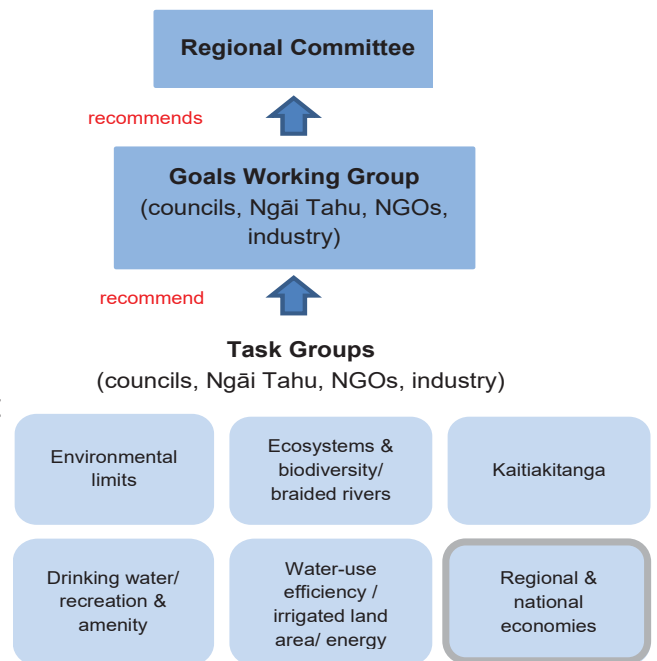 Regional Committee
recommends
Goals Working Group
(councils, Ngāi Tahu, NGOs,
industry)
recommend
Task Groups
(councils, Ngāi Tahu, NGOs, industry)
Environmental
limits
Ecosystems &
biodiversity/
braided rivers
Kaitiakitanga
Drinking water/
recreation &
amenity
Water-use
efficiency /
irrigated land
area/ energy
Regional &
national
economies